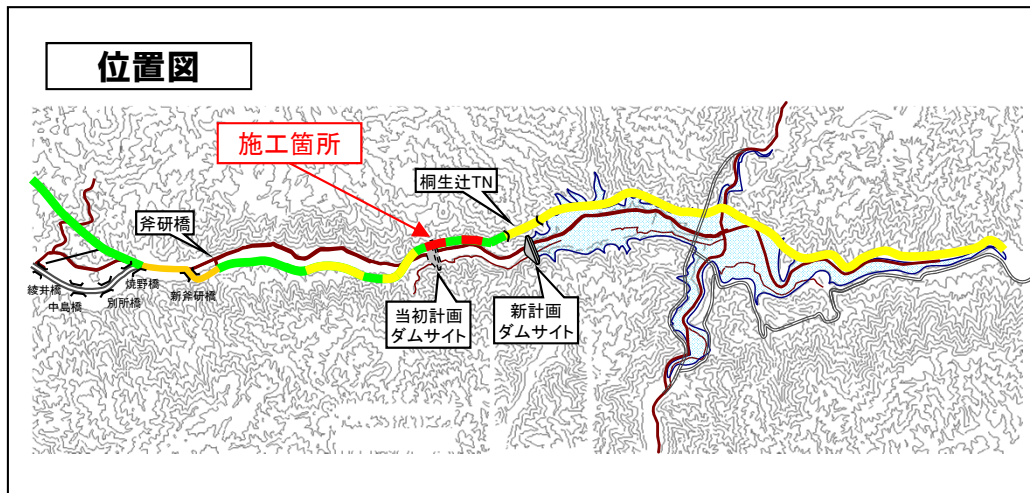 位置図
施工箇所
桐生辻TN
斧研橋
綾井橋
中島橋
別所橋
焼野橋
新斧研橋
当初計画
ダムサイト
新計画
ダムサイト